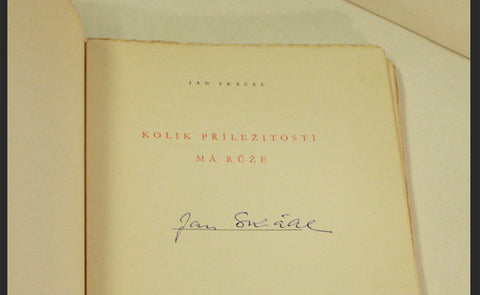 JAN SKÁCEL
KOLIK PŘÍLEŽITOSTÍ
MÁ RŮŽE
Jan Skácel